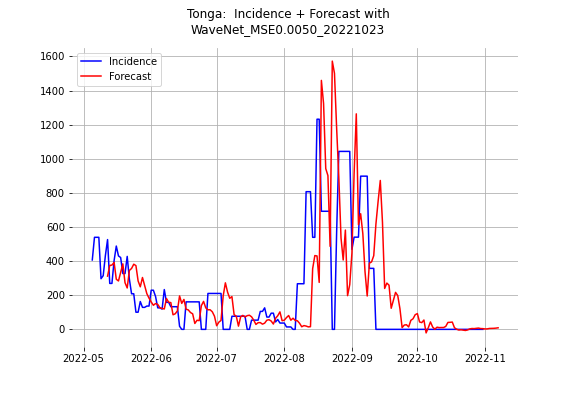 Tonga:  Incidence + Forecast with
WaveNet_MSE0.0050_20221023
Incidence
Forecast
1600
1400
1200
1000
800
600
400
200
0
2022-05 2022-06 2022-07 2022-08 2022-09 2022-10 2022-11